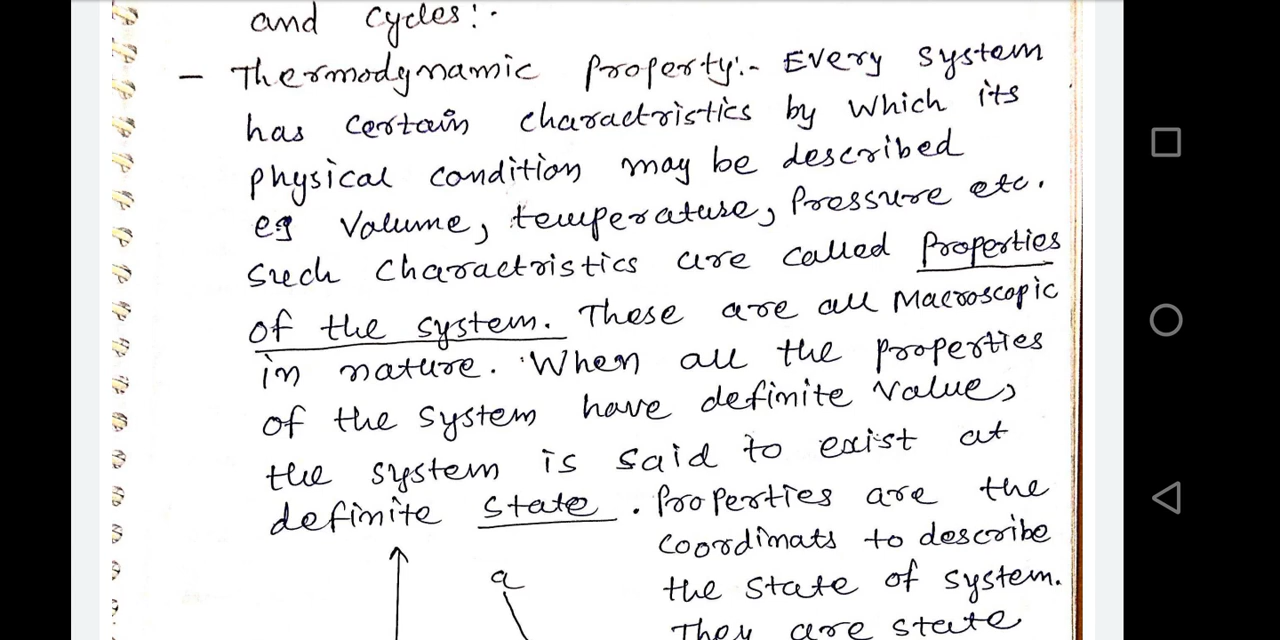 and cycles:-
- Thermodynamic Property:- Every system
has certain charactristics by which its
physical condition may be described
eg Volume, temperature, Pressure etc.
Such Charactristics are called Properties
of the system. These are all Macroscopic
in nature. When all the properties
of the system have definite Value,
the system is said to exist at
definite state. Properties are the
coordinats to describe
the state of system.
They are state
a